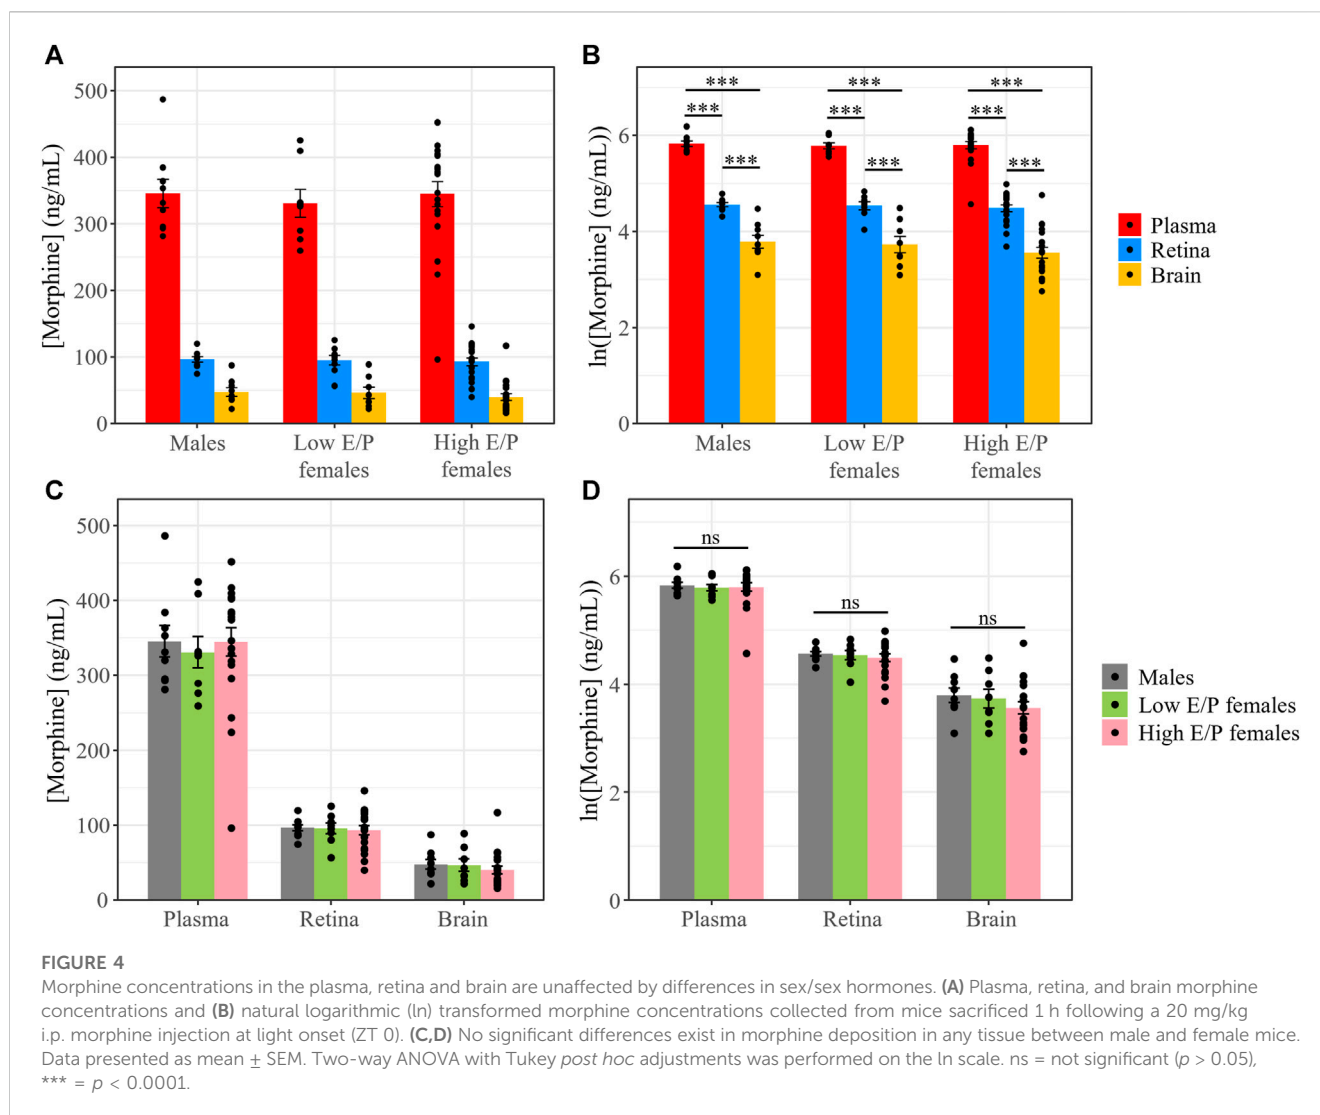 A
B
[Morphine] (ng/mL)
500
400
300
200
100
0
Males
Low E/P
females
High E/P
females
ln([Morphine] (ng/mL))
6
4
2
0
***
***
***
***
***
***
***
***
***
Males
Low E/P
females
High E/P
females
Plasma
Retina
Brain
C
D
[Morphine] (ng/mL)
500
400
300
200
100
0
Plasma
Retina
Brain
ln([Morphine] (ng/mL))
6
4
2
0
ns
ns
ns
Plasma
Retina
Brain
Males
Low E/P females
High E/P females
FIGURE 4
Morphine concentrations in the plasma, retina and brain are unaffected by differences in sex/sex hormones. (A) Plasma, retina, and brain morphine
concentrations and (B) natural logarithmic (ln) transformed morphine concentrations collected from mice sacrificed 1 h following a 20 mg/kg
i.p. morphine injection at light onset (ZT 0). (C,D) No significant differences exist in morphine deposition in any tissue between male and female mice.
Data presented as mean ± SEM. Two-way ANOVA with Tukey post hoc adjustments was performed on the ln scale. ns = not significant (p > 0.05),
*** = p < 0.0001.